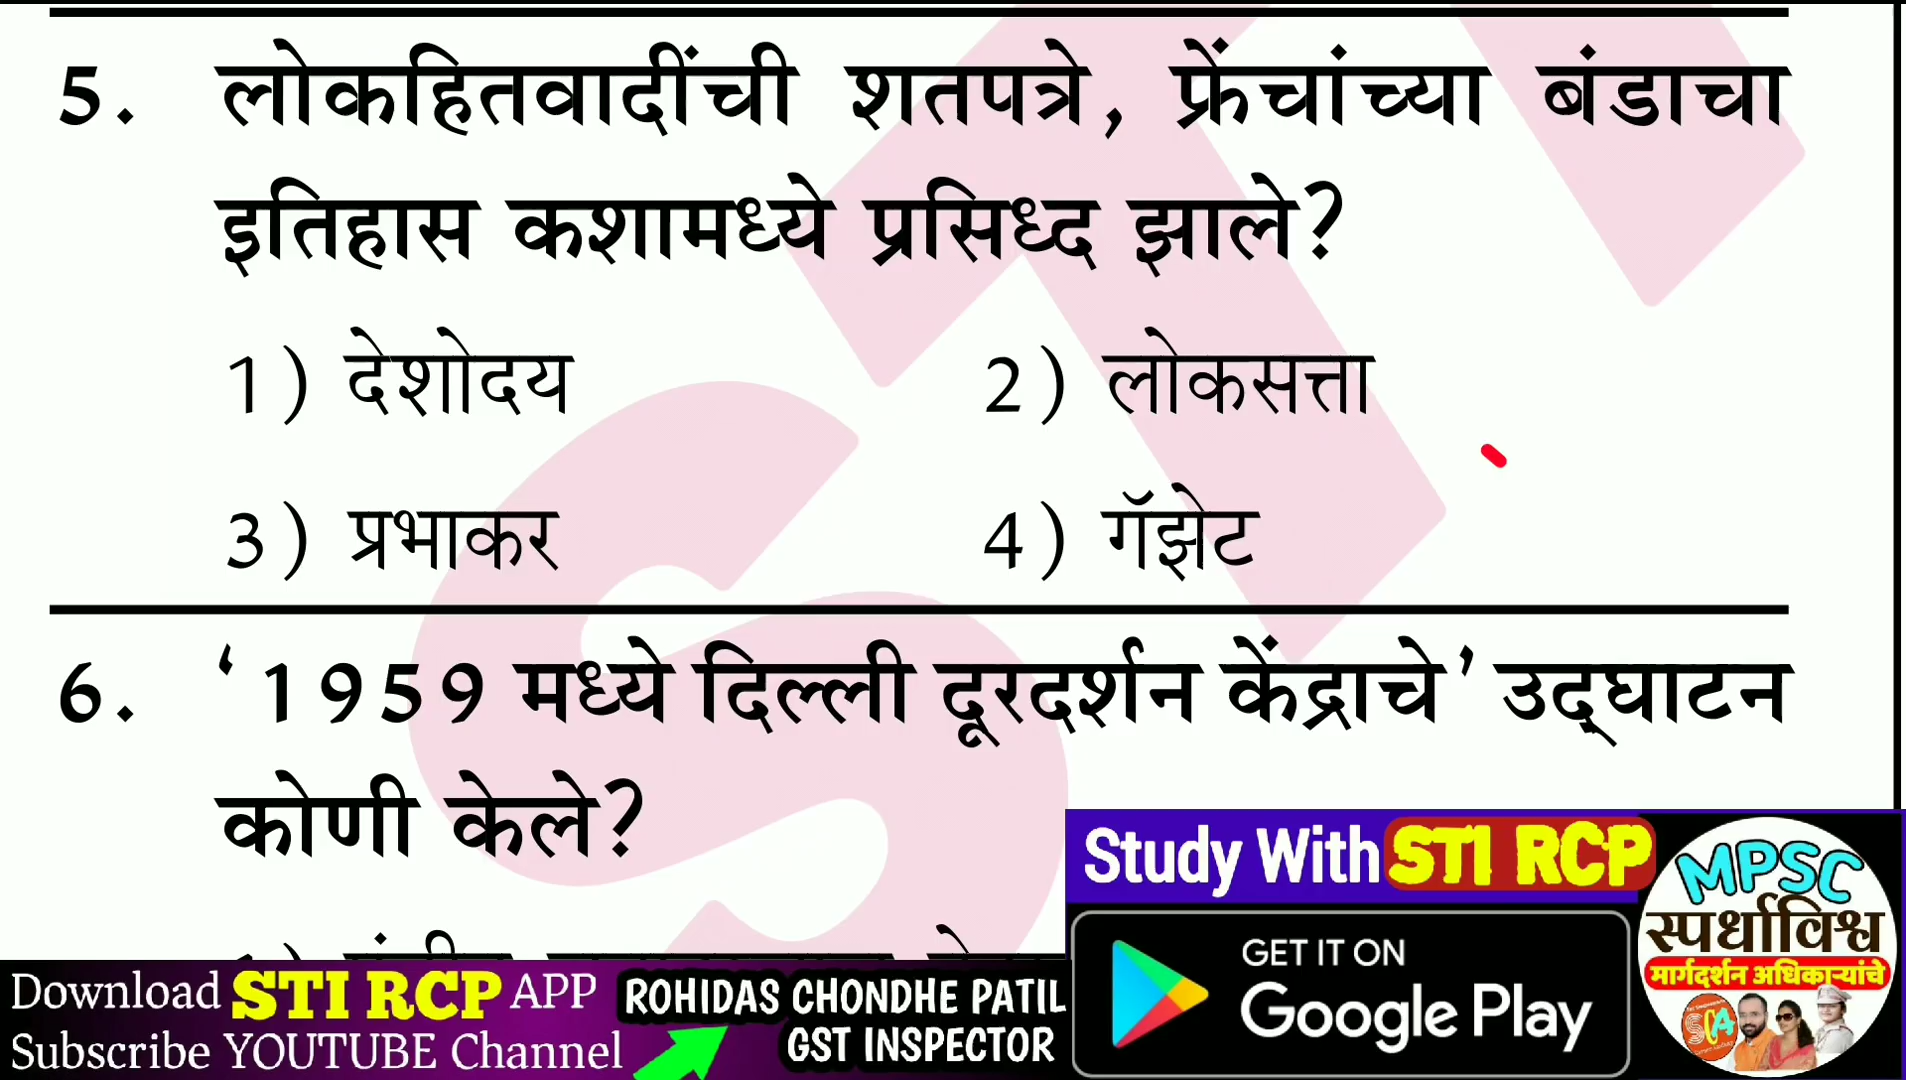 5. लोकहितवादींची शतपत्रे, फ्रेंचांच्या बंडाचा
इतिहास कशामध्ये प्रसिध्द झाले?
1) देशोदय 2) लोकसत्ता
3) प्रभाकर 4) गॅझेट
6. ‘1959 मध्ये दिल्ली दूरदर्शन केंद्राचे’ उद्‌घाटन
कोणी केले?
Study With STI RCP
MPSC
स्पर्धाविश्व
मार्गदर्शन अधिकाऱ्यांचे
GET IT ON
Google Play
Download STI RCP APP
Subscribe YOUTUBE Channel
ROHIDAS CHONDHE PATIL
GST INSPECTOR
STI